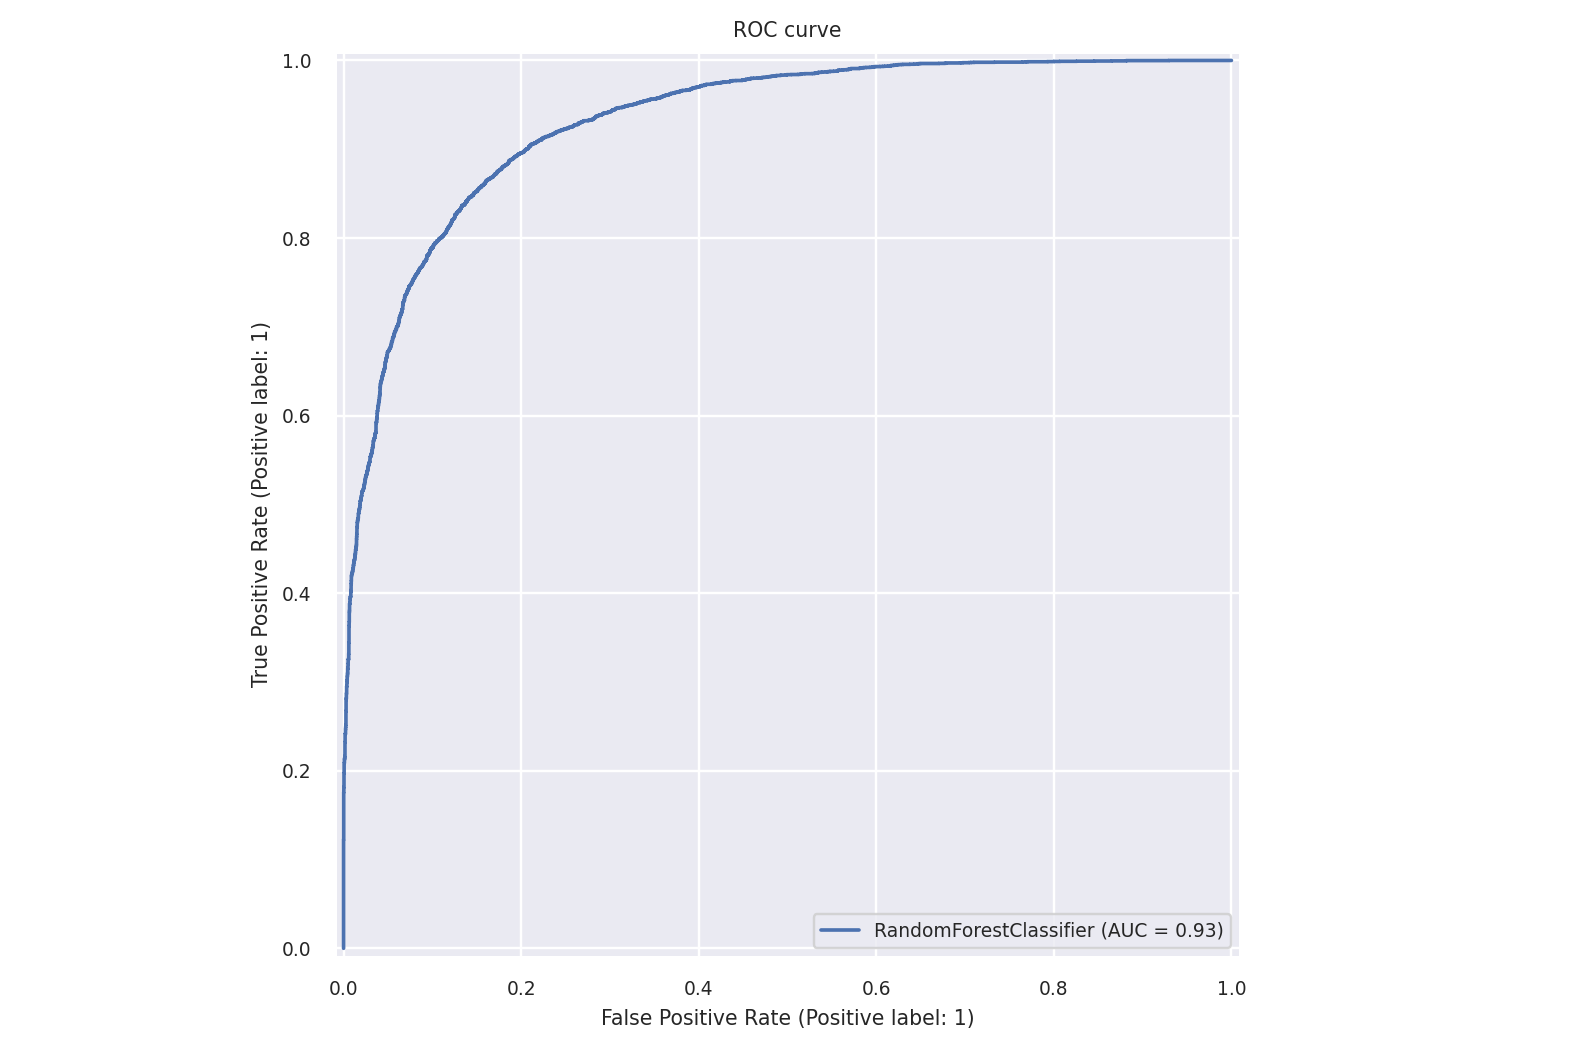 ROC curve
1.0
0.8
0.6
0.4
0.2
0.0
True Positive Rate (Positive label: 1)
RandomForestClassifier (AUC = 0.93)
0.0 0.2 0.4 0.6 0.8 1.0
False Positive Rate (Positive label: 1)